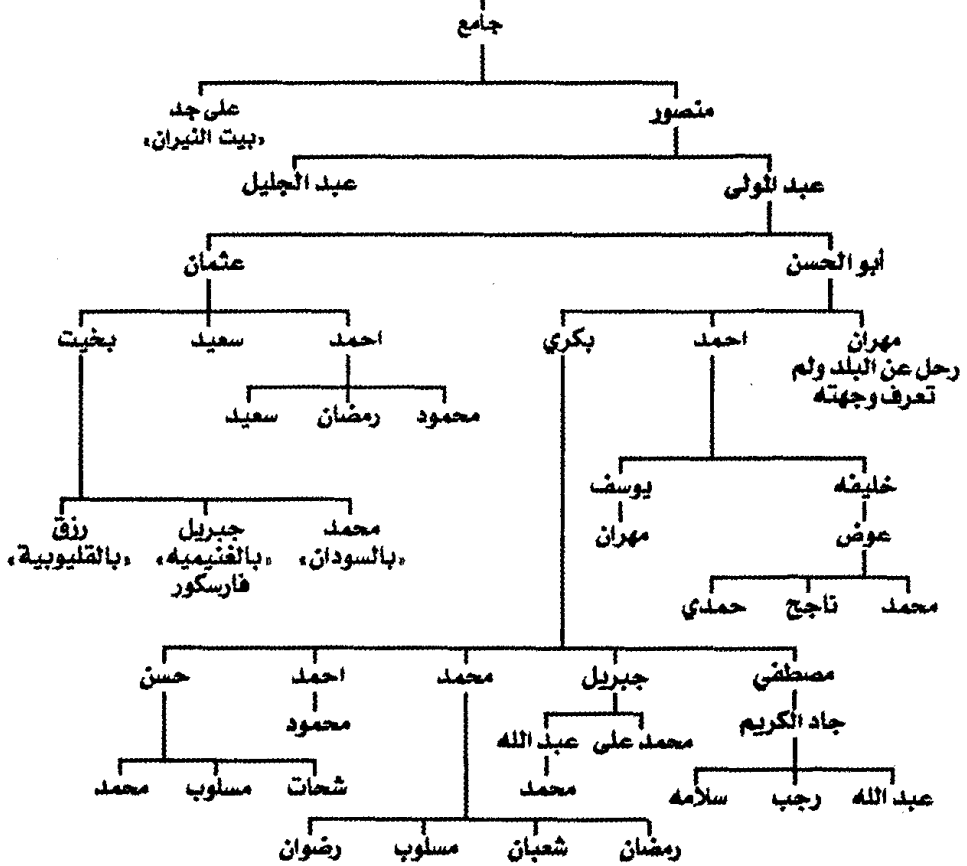 جامع
منصور
على جد
«بيت النيران»
عبد المولى
عبد الجليل
أبو الحسن
عثمان
مهران
رحل عن البلد ولم
تعرف وجهته
احمد
بكري
احمد
سعيد
بخيت
محمود
رمضان
سعيد
خليفه
يوسف
عوض
مهران
محمد
«بالسودان»
جبريل
«بالغنيميه»
فارسكور
رزق
«بالقليوبية»
محمد
ناجح
حمدي
مصطفي
جبريل
محمد
احمد
حسن
جاد الكريم
محمد على
عبد الله
محمود
عبد الله
رجب
سلامه
محمد
شحات
مسلوب
محمد
رمضان
شعبان
مسلوب
رضوان